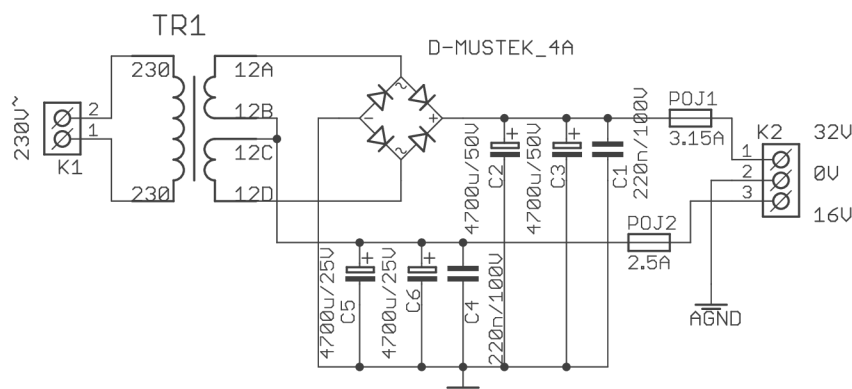 TR1
D-MUSTEK_4A
230
12A
12B
12C
12D
230
230V~
2
1
K1
~
-
+
~
4700u/50V
+
C2
4700u/50V
+
C3
C1
220n/100V
POJ1
3.15A
K2
1
2
3
32V
0V
16V
POJ2
2.5A
4700u/25V
+
C5
4700u/25V
+
C6
C4
220n/100V
AGND